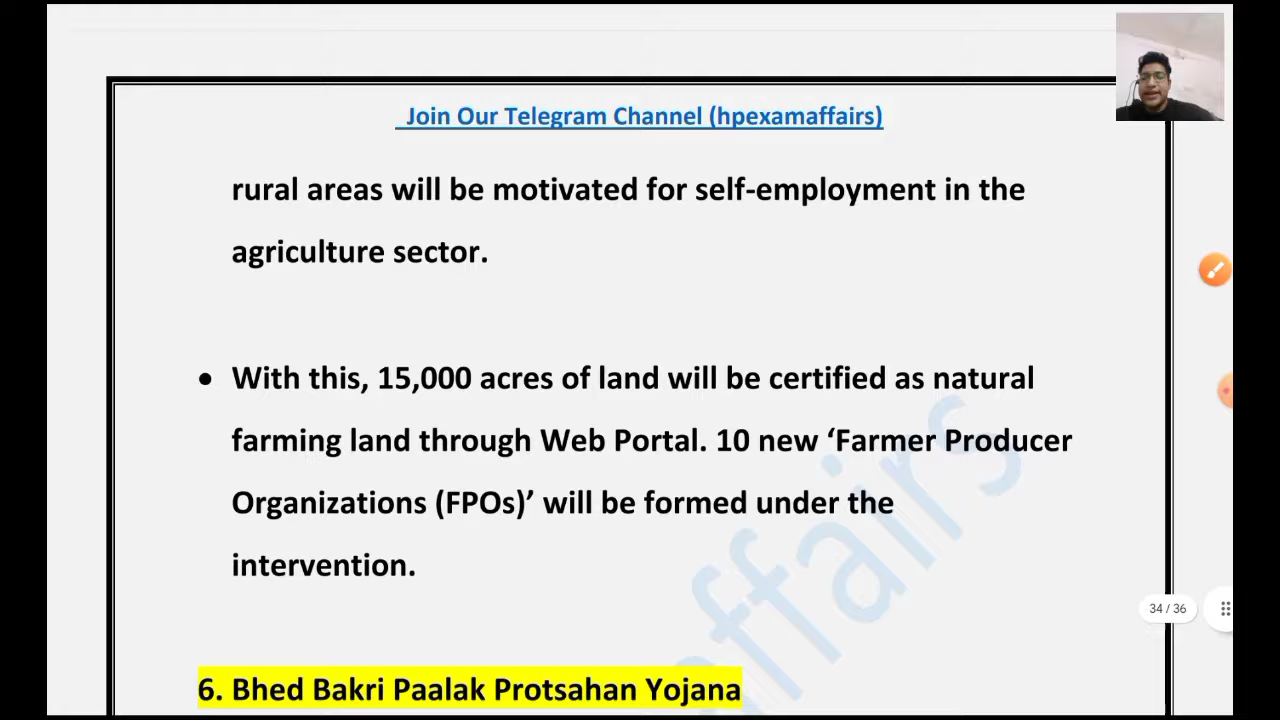 Join Our Telegram Channel (hpexamaffairs)
rural areas will be motivated for self-employment in the
agriculture sector.
• With this, 15,000 acres of land will be certified as natural
farming land through Web Portal. 10 new ‘Farmer Producer
Organizations (FPOs)’ will be formed under the
intervention.
affairs
34 / 36
6. Bhed Bakri Paalak Protsahan Yojana